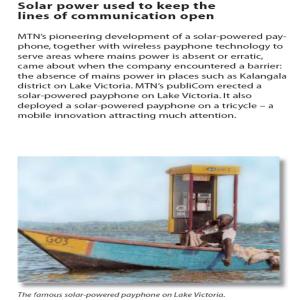 Solar power used to keep the
lines of communication open
MTN's pioneering development of a solar-powered pay-
phone, together with wireless payphone technology to
serve areas where mains power is absent or erratic,
came about when the company encountered a barrier:
the absence of mains power in places such as Kalangala
district on Lake Victoria. MTN's publiCom erected a
solar-powered payphone on Lake Victoria. It also
deployed a solar-powered payphone on a tricycle – a
mobile innovation attracting much attention.
GO3
The famous solar-powered payphone on Lake Victoria.